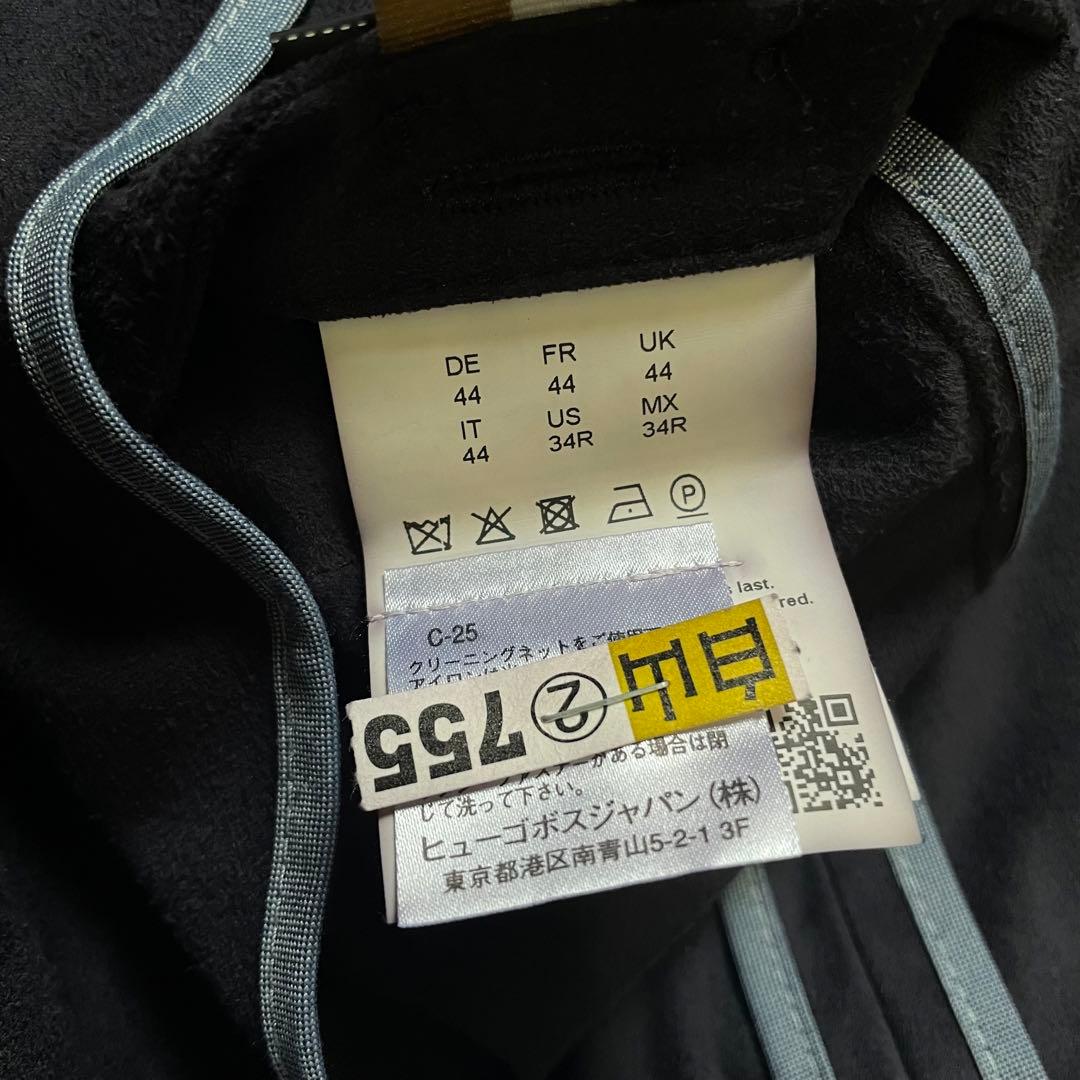 DE FR UK
44 44 44
IT US MX
44 34R 34R
P
last.
red.
C-25
クリーニングネットをご使用
アイロン
② 755
がある場合は閉
じて洗って下さい。
ヒューゴボスジャパン(株)
東京都港区南青山5-2-1 3F